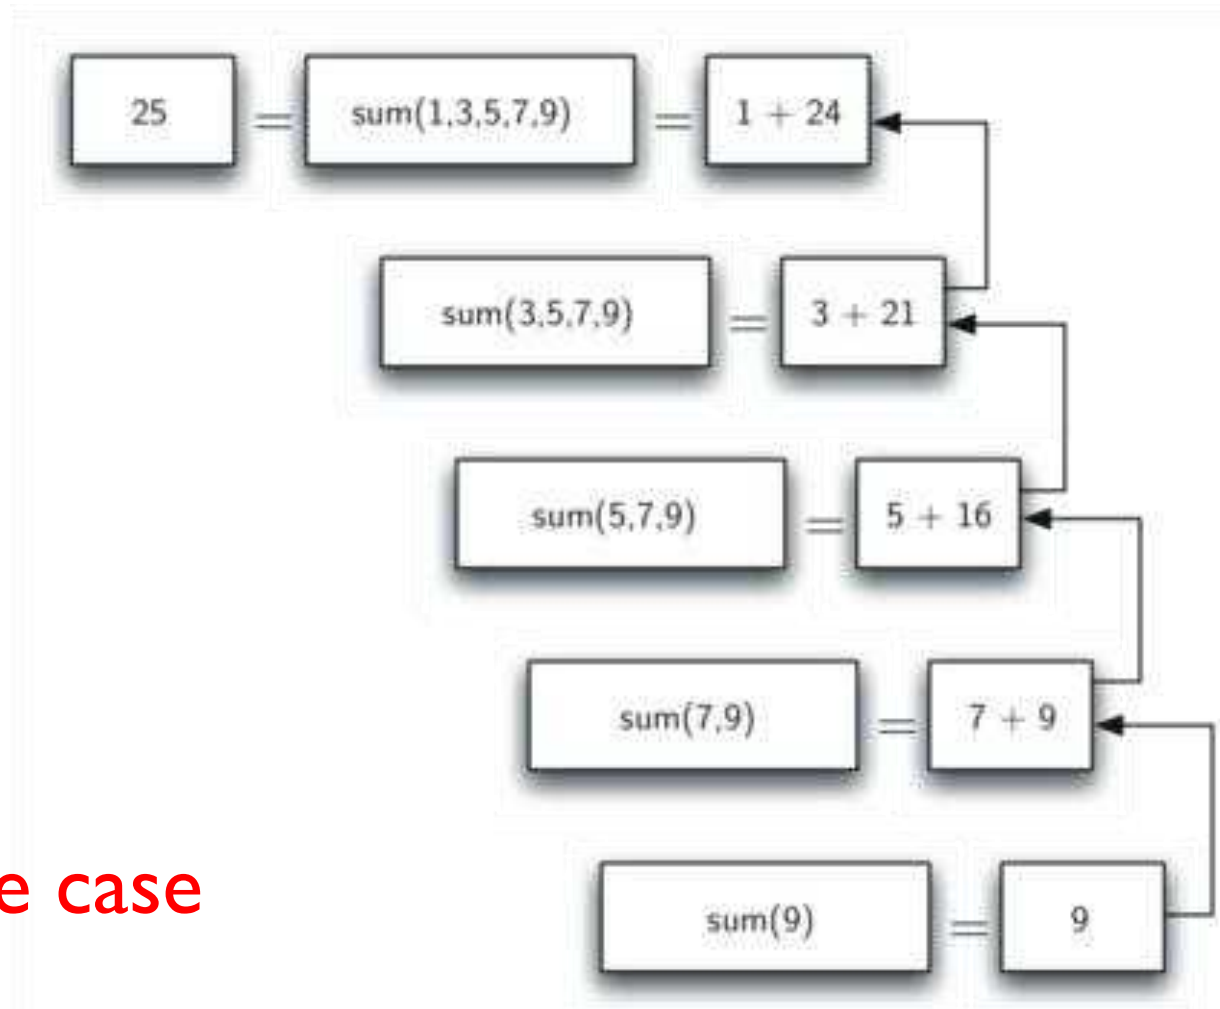 25 = sum(1,3,5,7,9) = 1 + 24
sum(3,5,7,9) = 3 + 21
sum(5,7,9) = 5 + 16
sum(7,9) = 7 + 9
e case
sum(9) = 9